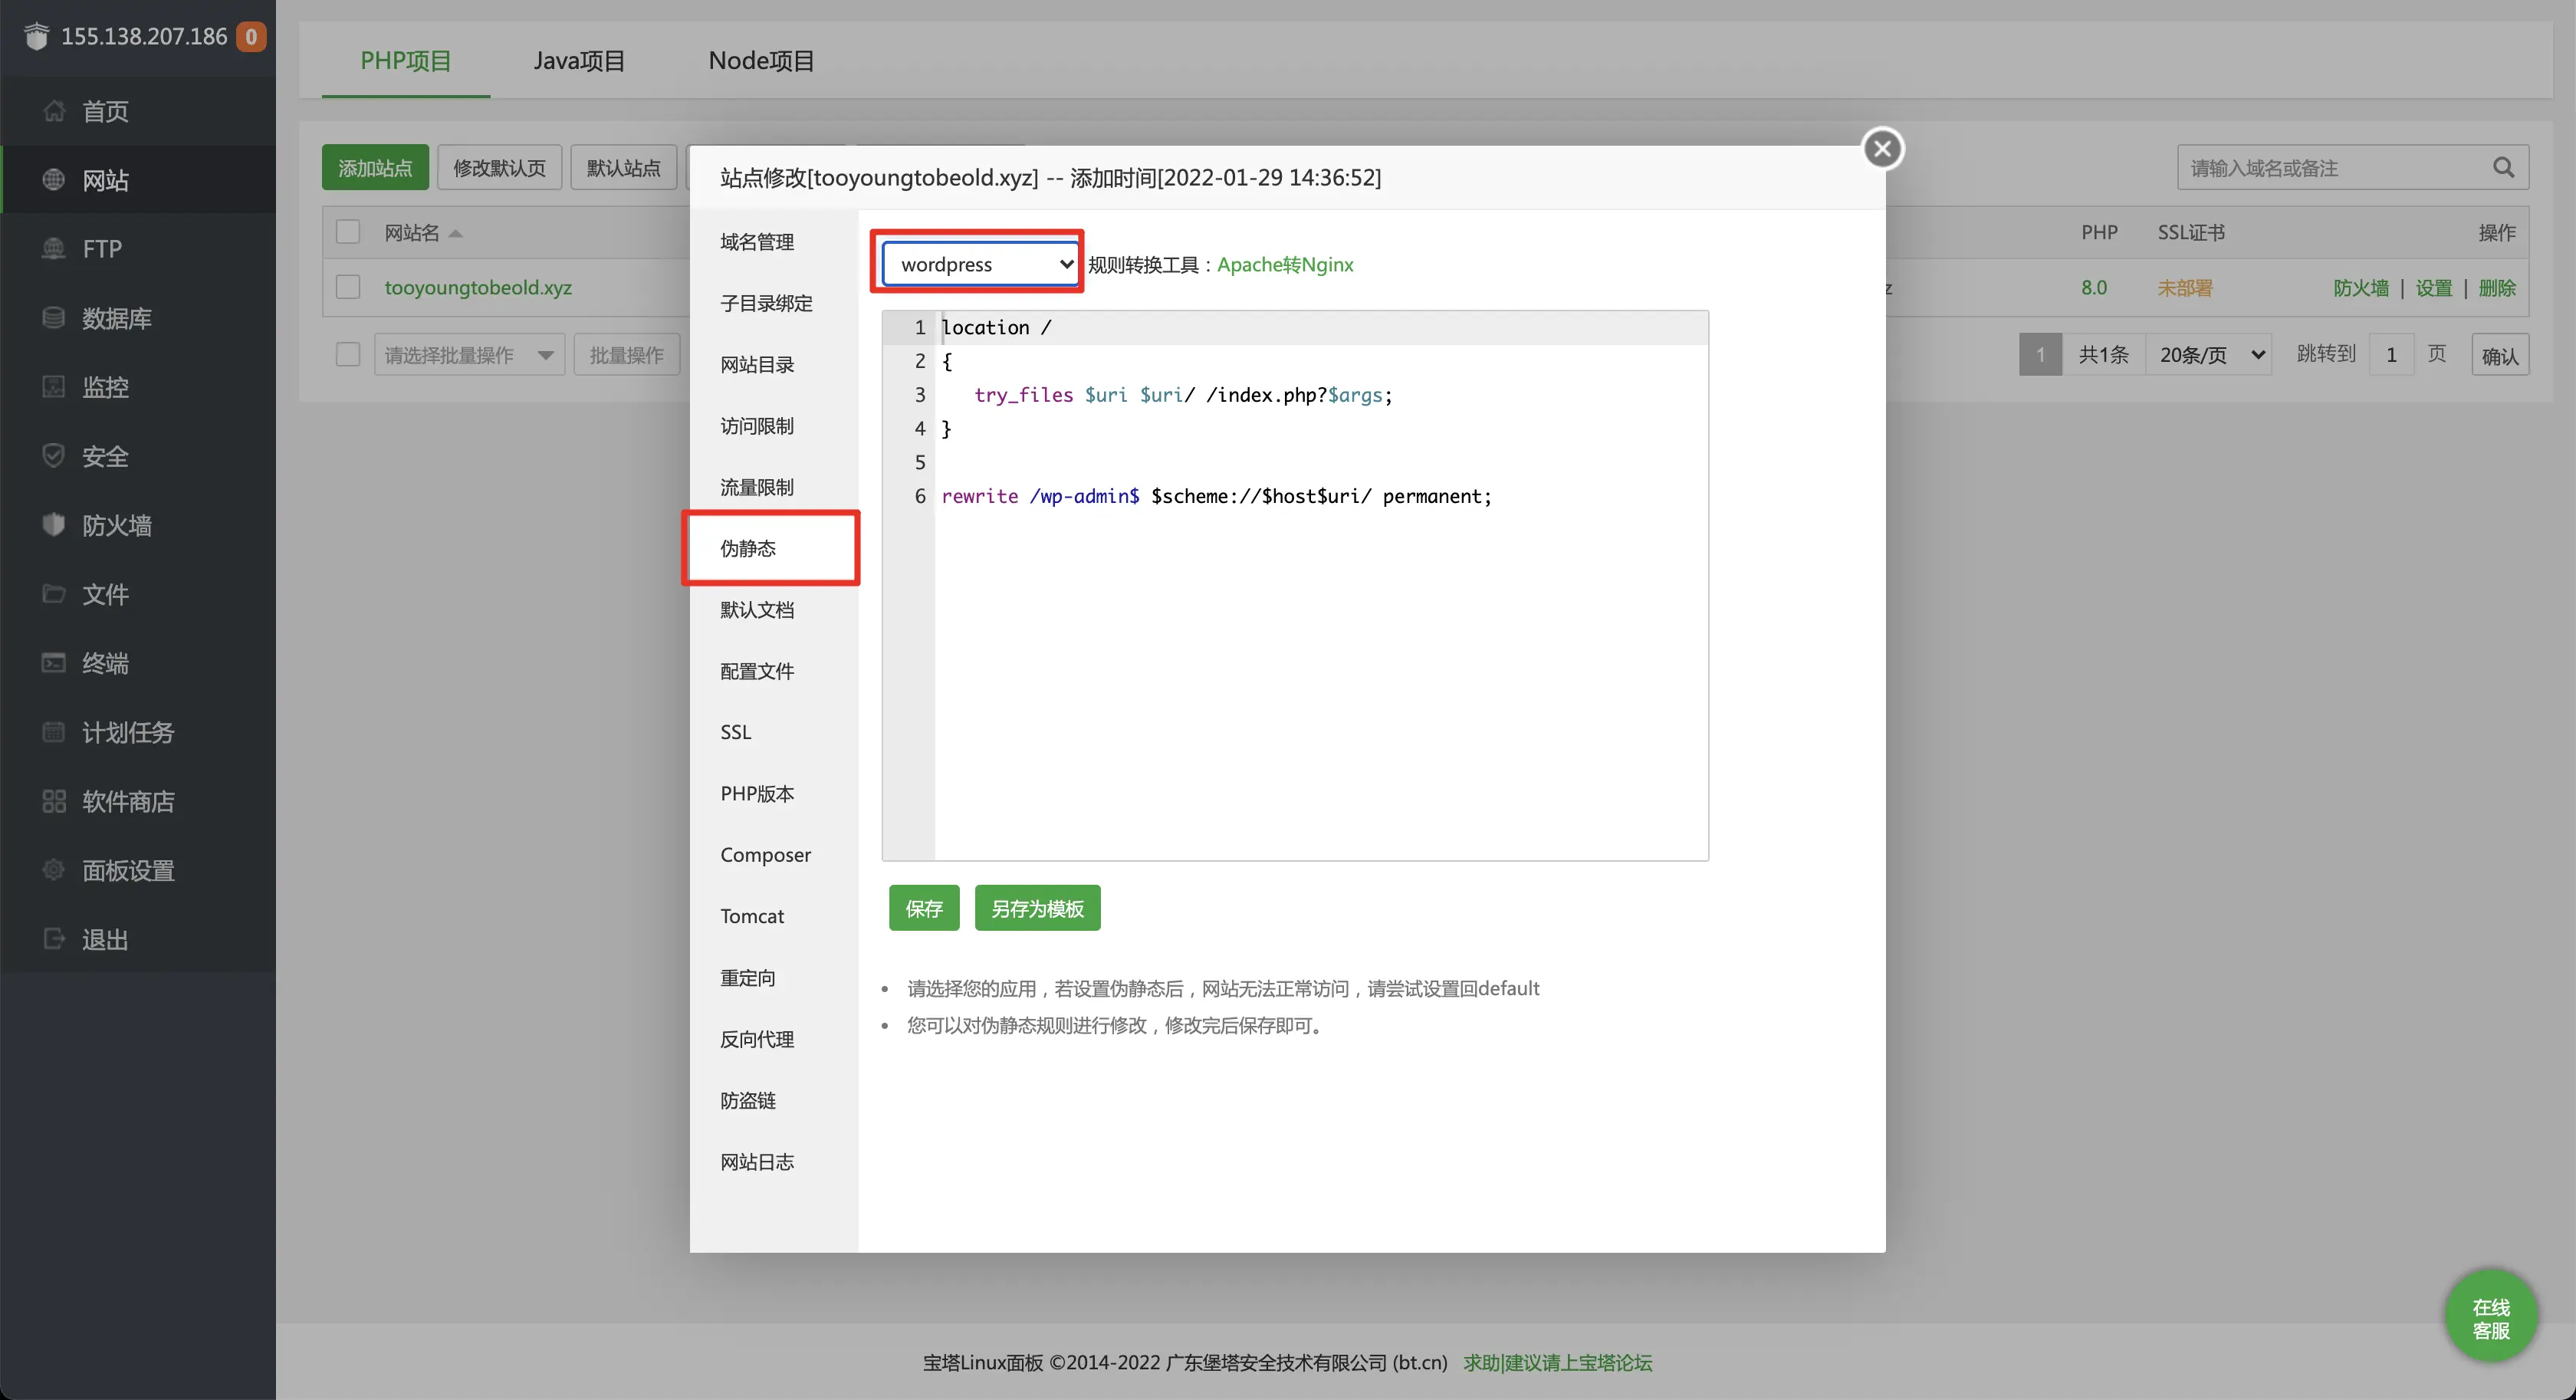 155.138.207.186 0
首页
网站
FTP
数据库
监控
安全
防火墙
文件
终端
计划任务
软件商店
面板设置
退出
PHP项目 Java项目 Node项目
添加站点 修改默认页 默认站点
请输入域名或备注
网站名 PHP SSL证书 操作
tooyoungtobeold.xyz z 8.0 未部署 防火墙 | 设置 | 删除
请选择批量操作 批量操作 1 共1条 20条/页 跳转到 1 页 确认
站点修改[tooyoungtobeold.xyz] -- 添加时间[2022-01-29 14:36:52]
域名管理
子目录绑定
网站目录
访问限制
流量限制
伪静态
默认文档
配置文件
SSL
PHP版本
Composer
Tomcat
重定向
反向代理
防盗链
网站日志
wordpress 规则转换工具：Apache转Nginx
1 location /
2 {
3 try_files $uri $uri/ /index.php?$args;
4 }
5
6 rewrite /wp-admin$ $scheme://$host$uri/ permanent;
保存 另存为模板
• 请选择您的应用，若设置伪静态后，网站无法正常访问，请尝试设置回default
• 您可以对伪静态规则进行修改，修改完后保存即可。
在线
客服
宝塔Linux面板 ©2014-2022 广东堡塔安全技术有限公司 (bt.cn) 求助|建议请上宝塔论坛